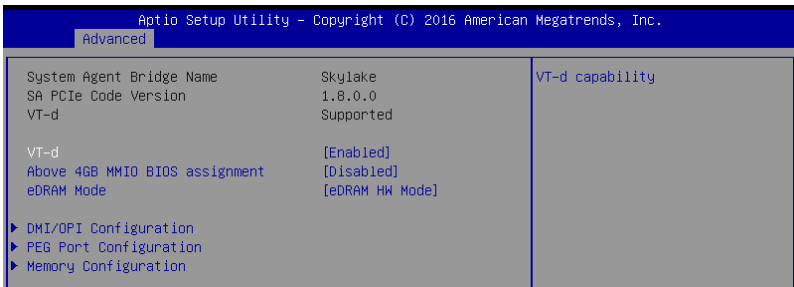 Aptio Setup Utility – Copyright (C) 2016 American Megatrends, Inc.
Advanced
System Agent Bridge Name Skylake VT-d capability
SA PCIe Code Version 1.8.0.0
VT-d Supported
VT-d [Enabled]
Above 4GB MMIO BIOS assignment [Disabled]
eDRAM Mode [eDRAM HW Mode]
DMI/OPI Configuration
PEG Port Configuration
Memory Configuration